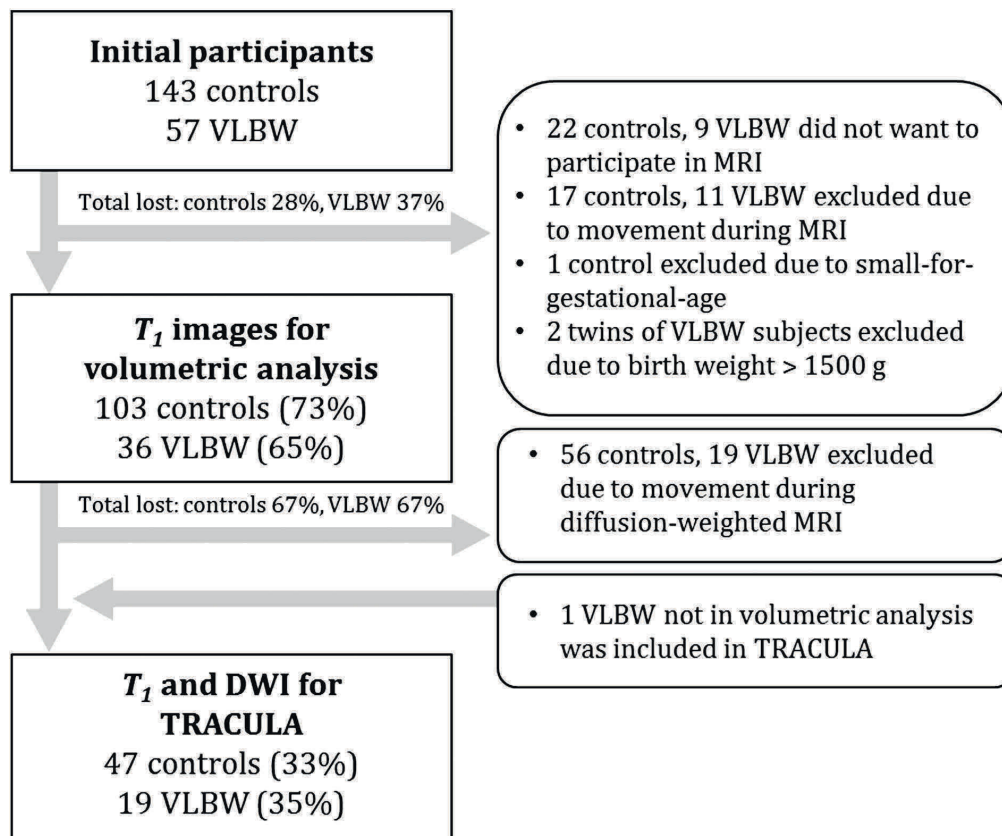 Initial participants
143 controls
57 VLBW
Total lost: controls 28%, VLBW 37%
• 22 controls, 9 VLBW did not want to
participate in MRI
• 17 controls, 11 VLBW excluded due
to movement during MRI
• 1 control excluded due to small-for-
gestational-age
• 2 twins of VLBW subjects excluded
due to birth weight > 1500 g
T₁ images for
volumetric analysis
103 controls (73%)
36 VLBW (65%)
Total lost: controls 67%, VLBW 67%
• 56 controls, 19 VLBW excluded
due to movement during
diffusion-weighted MRI
• 1 VLBW not in volumetric analysis
was included in TRACULA
T₁ and DWI for
TRACULA
47 controls (33%)
19 VLBW (35%)